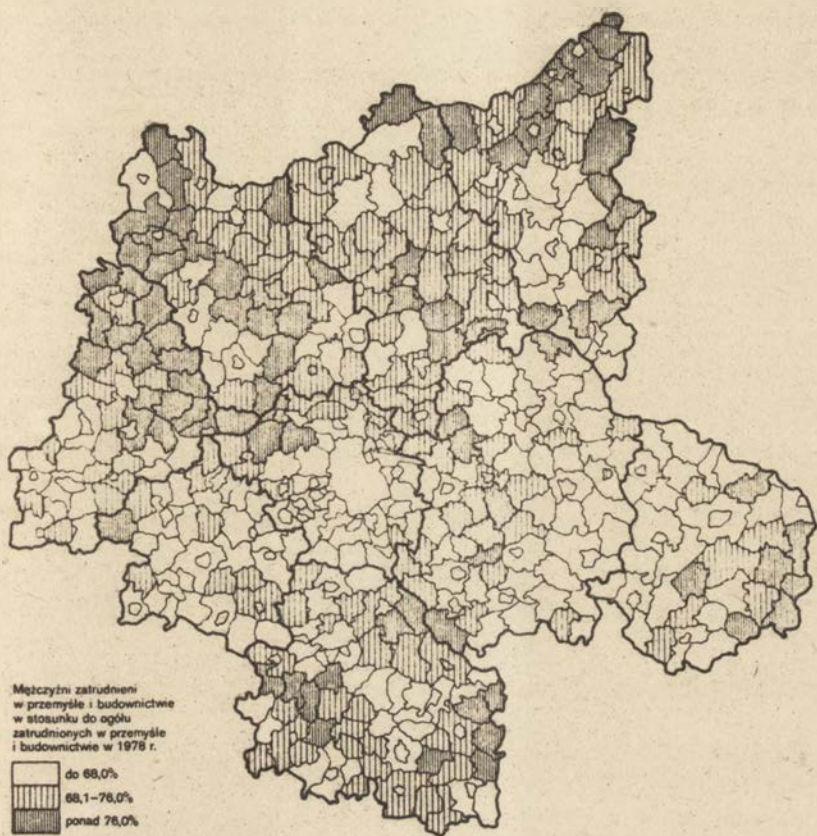 Mężczyźni zatrudnieni
w przemyśle i budownictwie
w stosunku do ogółu
zatrudnionych w przemyśle
i budownictwie w 1978 r.
do 68,0%
68,1–76,0%
ponad 76,0%